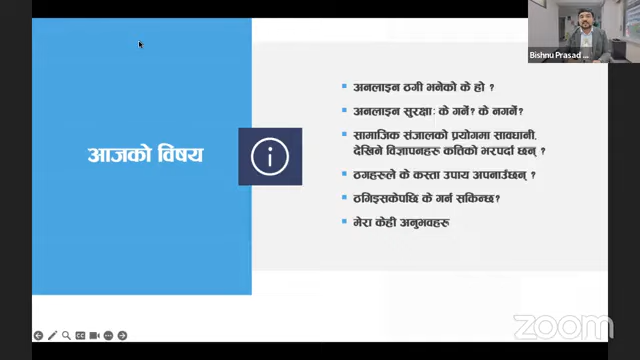 Bishnu Prasad ...
आजको विषय
i
अनलाइन ठगी भनेको के हो ?
अनलाइन सुरक्षाः के गर्ने? के नगर्ने?
सामाजिक संजालको प्रयोगमा सावधानी,
देखिने विज्ञापनहरु कत्तिको भरपर्दा छन् ?
ठगहरुले के कस्ता उपाय अपनाउँछन् ?
ठगिइसकेपछि के गर्न सकिन्छ?
मेरा केही अनुभवहरु
CC
zoom